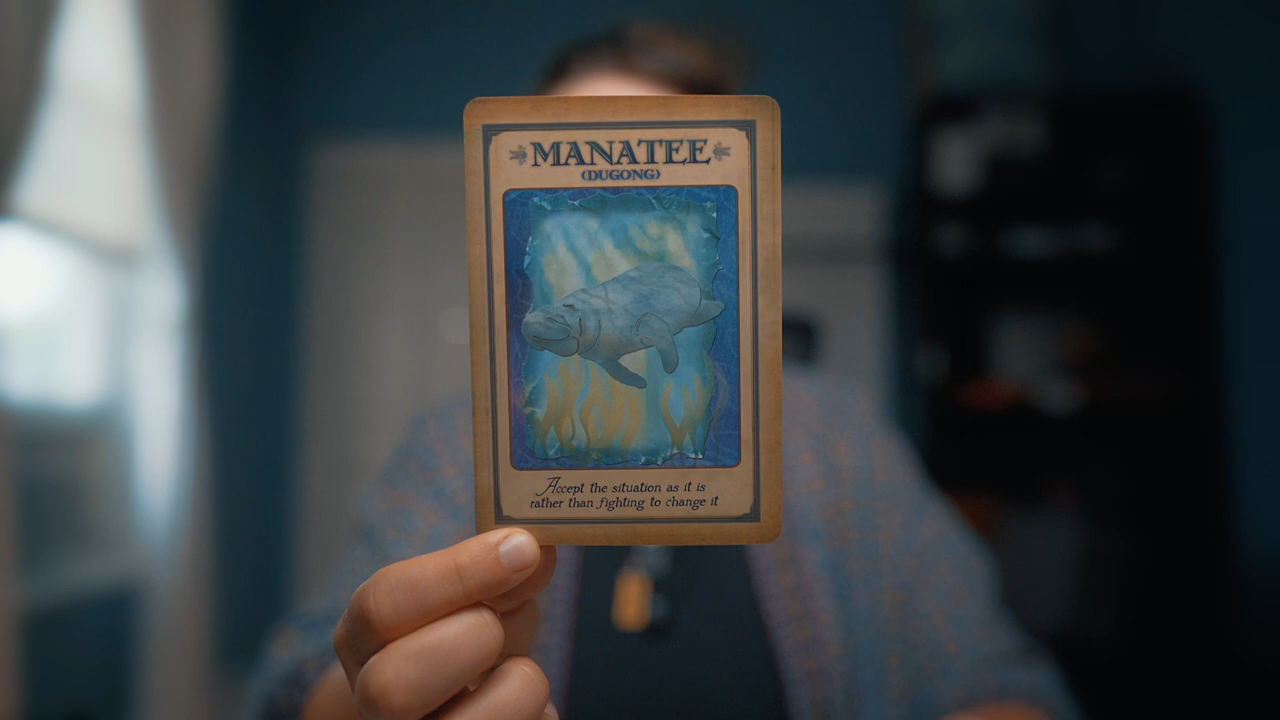 MANATEE
(DUGONG)
Accept the situation as it is
rather than fighting to change it